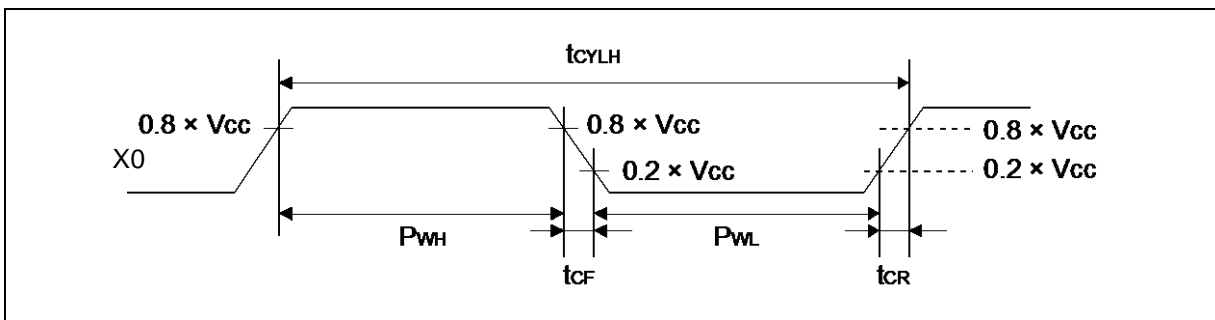 tCYLH
0.8 × Vcc
0.8 × Vcc
0.8 × Vcc
X0
0.2 × Vcc
0.2 × Vcc
PWH
PWL
tCF
tCR